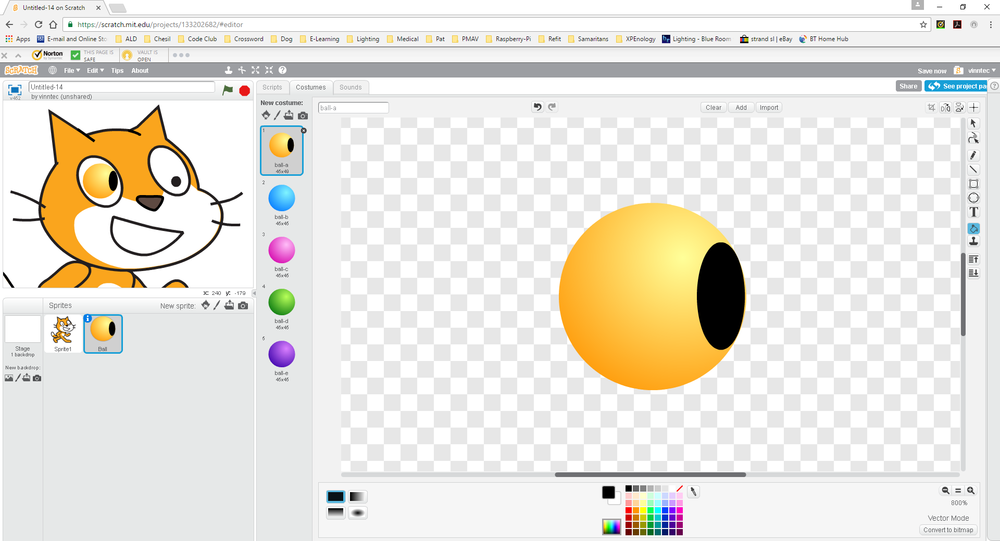 Untitled-14 on Scratch
https://scratch.mit.edu/projects/133202682/#editor
Apps E-mail and Online Sto ALD Chesil Code Club Crossword Dog E-Learning Lighting Medical Pat PMAV Raspberry-Pi Refit Samaritans XPEnology Lighting - Blue Room strand sl | eBay BT Home Hub
Norton by Symantec THIS PAGE IS SAFE VAULT IS OPEN
SCRATCH File Edit Tips About Save now vinntec
Untitled-14
v452 by vinntec (unshared)
Scripts Costumes Sounds
Share See project pa
New costume:
ball-a
Clear Add Import
1
ball-a
45x49
2
ball-b
45x45
3
ball-c
45x45
4
ball-d
45x45
5
ball-e
45x45
T
X: 240 y: -179
Sprites New sprite:
Sprite1 Ball
Stage
1 backdrop
New backdrop:
800%
Vector Mode
Convert to bitmap